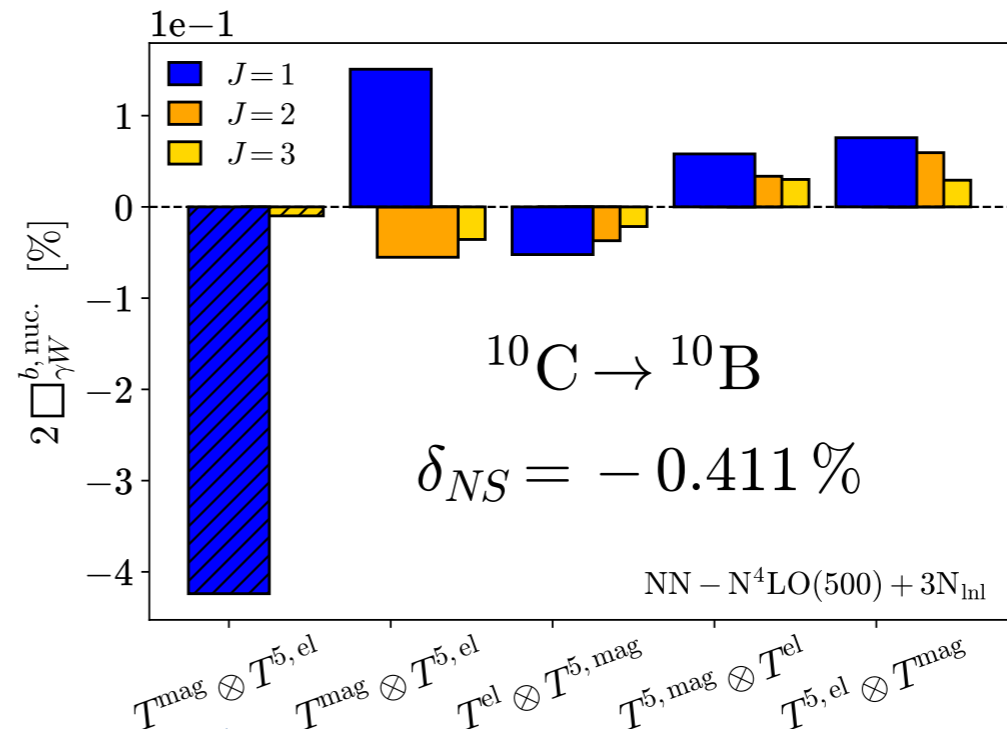 1e−1
J = 1
J = 2
J = 3
1
0
−1
−2
−3
−4
2□^{b, nuc.}_{γW} [%]
¹⁰C → ¹⁰B
δ_{NS} = −0.411 %
NN − N⁴LO(500) + 3N_{lnl}
T^{mag} ⊗ T^{5, el}
T^{mag} ⊗ T^{5, el}
T^{el} ⊗ T^{5, mag}
T^{5, mag} ⊗ T^{el}
T^{5, el} ⊗ T^{mag}